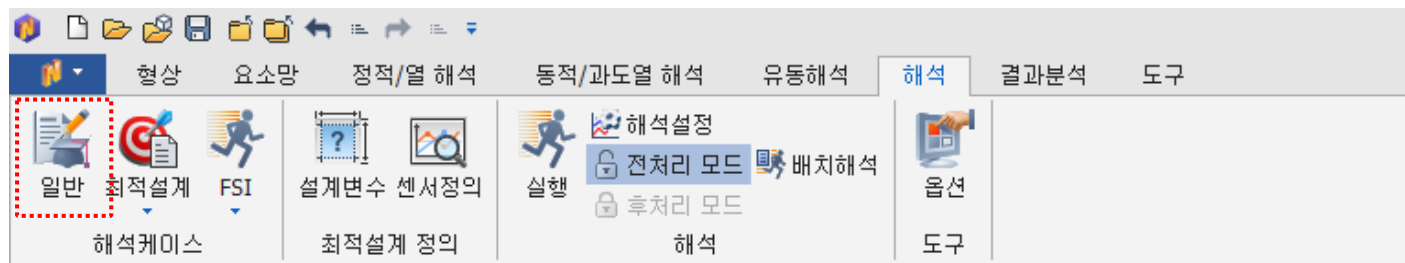 형상 요소망 정적/열 해석 동적/과도열 해석 유동해석 해석 결과분석 도구
일반 최적설계 FSI 설계변수 센서정의 실행 해석설정
전처리 모드 배치해석 옵션
후처리 모드
해석케이스 최적설계 정의 해석 도구